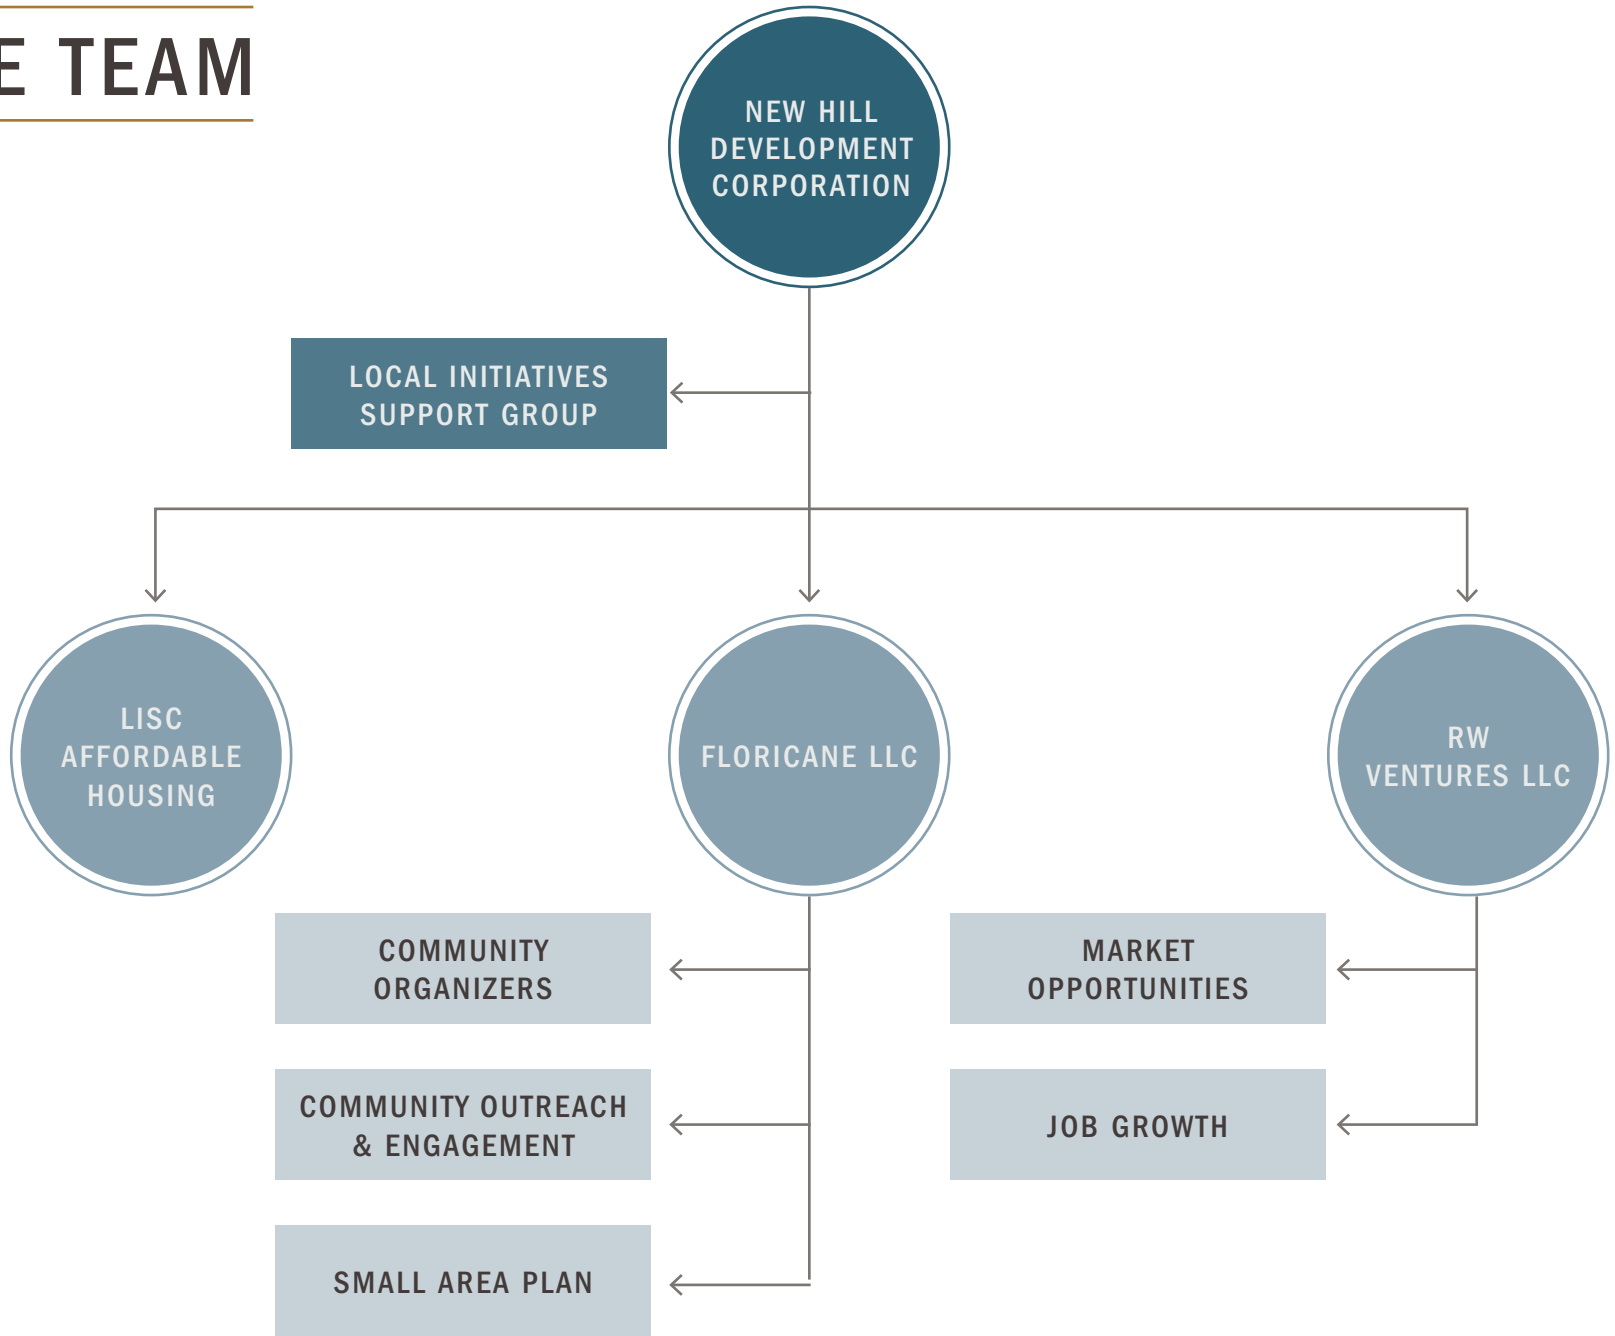 E TEAM
NEW HILL
DEVELOPMENT
CORPORATION
LOCAL INITIATIVES
SUPPORT GROUP
LISC
AFFORDABLE
HOUSING
FLORICANE LLC
RW
VENTURES LLC
COMMUNITY
ORGANIZERS
MARKET
OPPORTUNITIES
COMMUNITY OUTREACH
& ENGAGEMENT
JOB GROWTH
SMALL AREA PLAN